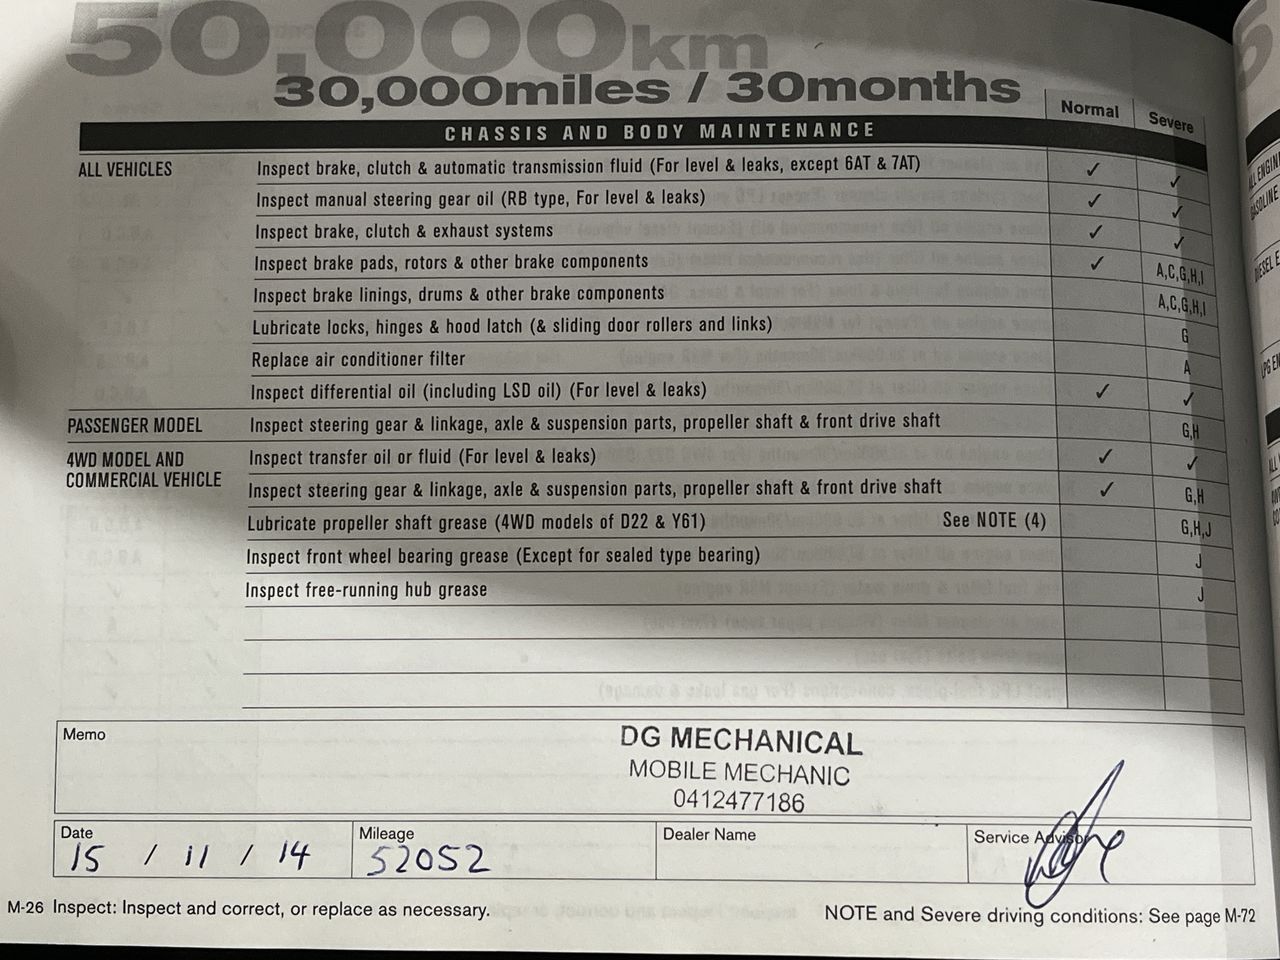 50,000km
30,000miles / 30months
Normal Severe
CHASSIS AND BODY MAINTENANCE
ALL VEHICLES Inspect brake, clutch & automatic transmission fluid (For level & leaks, except 6AT & 7AT) ✓ ✓
Inspect manual steering gear oil (RB type, For level & leaks) ✓ ✓
Inspect brake, clutch & exhaust systems ✓ ✓
Inspect brake pads, rotors & other brake components ✓ A,C,G,H,I
Inspect brake linings, drums & other brake components A,C,G,H,I
Lubricate locks, hinges & hood latch (& sliding door rollers and links) G
Replace air conditioner filter A
Inspect differential oil (including LSD oil) (For level & leaks) ✓ ✓
PASSENGER MODEL Inspect steering gear & linkage, axle & suspension parts, propeller shaft & front drive shaft G,H
4WD MODEL AND Inspect transfer oil or fluid (For level & leaks) ✓ ✓
COMMERCIAL VEHICLE Inspect steering gear & linkage, axle & suspension parts, propeller shaft & front drive shaft ✓ G,H
Lubricate propeller shaft grease (4WD models of D22 & Y61) See NOTE (4) G,H,J
Inspect front wheel bearing grease (Except for sealed type bearing) J
Inspect free-running hub grease J
Memo
DG MECHANICAL
MOBILE MECHANIC
0412477186
Date Mileage Dealer Name Service Advisor
15 / 11 / 14 52052
M-26 Inspect: Inspect and correct, or replace as necessary. NOTE and Severe driving conditions: See page M-72